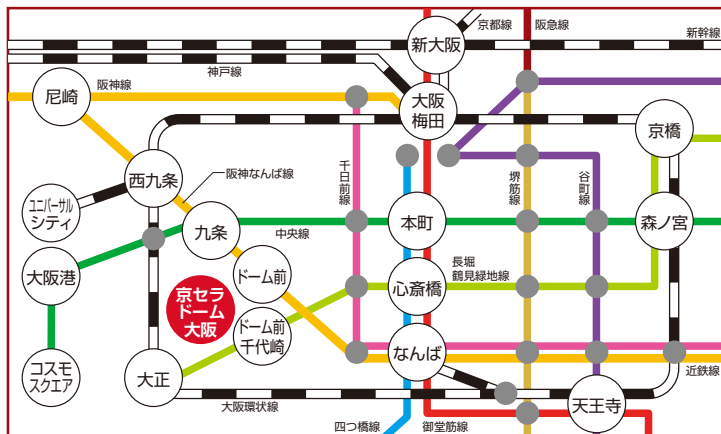 京都線
阪急線
新幹線
新大阪
神戸線
阪神線
尼崎
大阪
梅田
京橋
西九条
阪神なんば線
千日前線
堺筋線
谷町線
ユニバーサル
シティ
九条
中央線
本町
森ノ宮
大阪港
ドーム前
長堀
鶴見緑地線
心斎橋
京セラ
ドーム
大阪
ドーム前
千代崎
なんば
コスモ
スクエア
大正
近鉄線
大阪環状線
四つ橋線
御堂筋線
天王寺